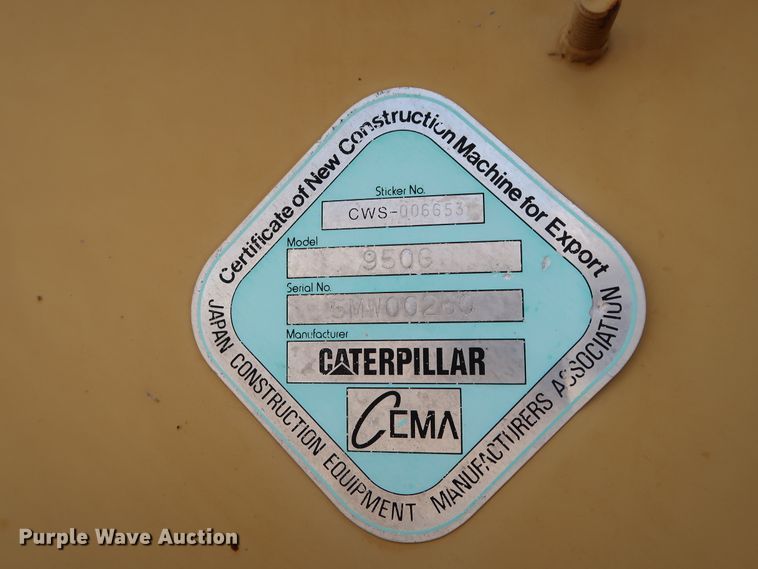 Certificate of New Construction Machine for Export
Sticker No.
CWS-006653
Model
950G
Serial No.
Manufacturer
CATERPILLAR
CEMA
JAPAN CONSTRUCTION EQUIPMENT MANUFACTURERS ASSOCIATION
Purple Wave Auction